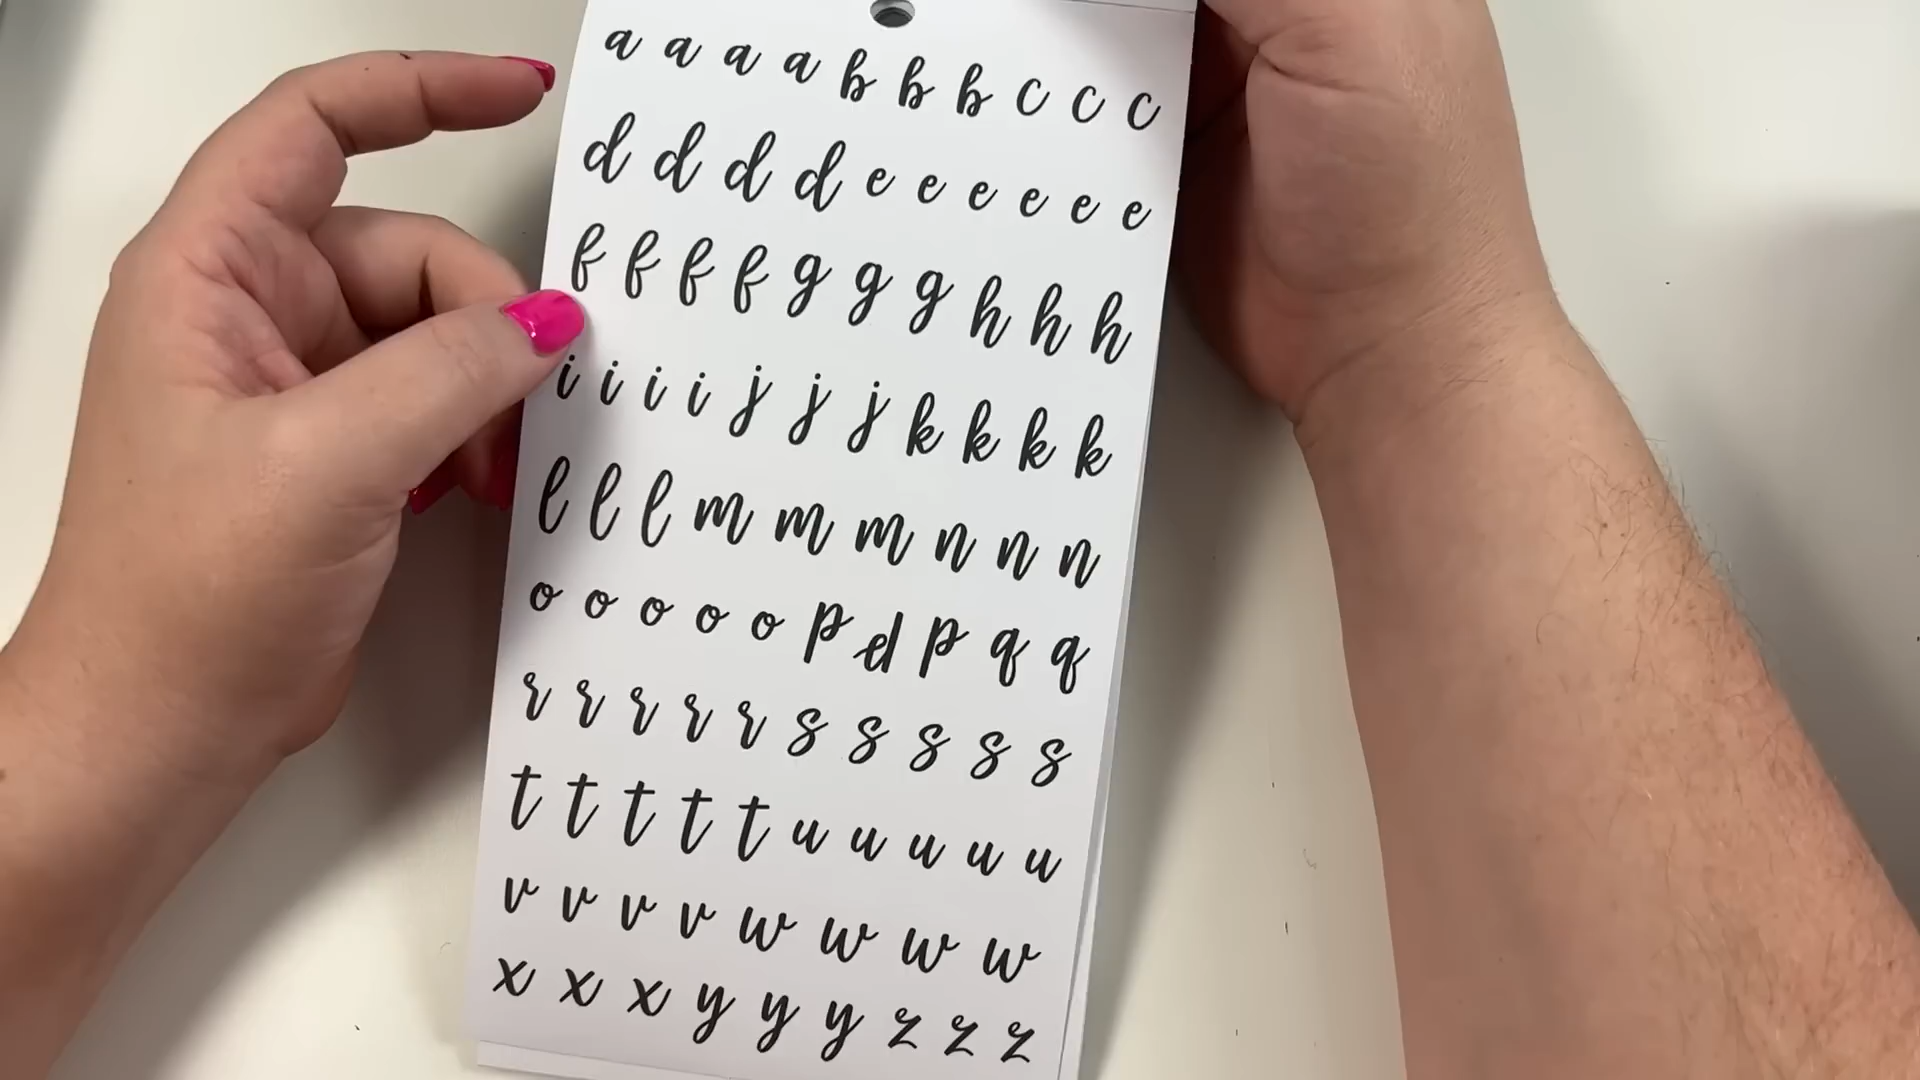 a a a a b b b c c c
d d d d e e e e e e
f f f f g g g h h h
i i i i j j j k k k k
l l l m m m n n n
o o o o o p d p q q
r r r r r s s s s s
t t t t t u u u u u
v v v v w w w w
x x x y y y z z z